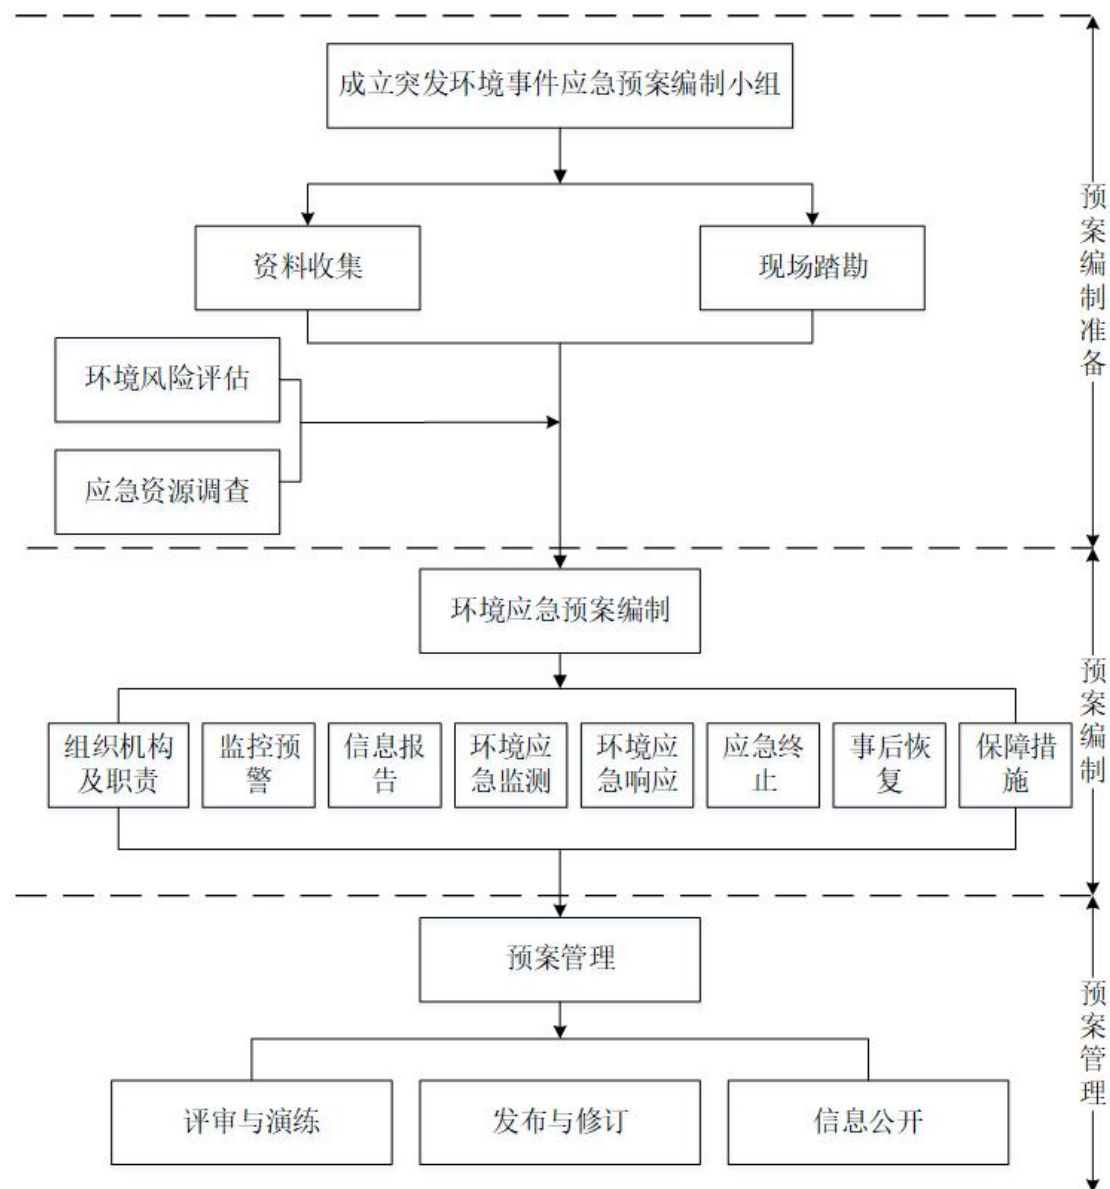 成立突发环境事件应急预案编制小组
资料收集
现场踏勘
环境风险评估
应急资源调查
预案编制准备
环境应急预案编制
组织机构
及职责
监控预
警
信息报
告
环境应
急监测
环境应
急响应
应急终
止
事后恢
复
保障措
施
预案编制
预案管理
评审与演练
发布与修订
信息公开
预案管理